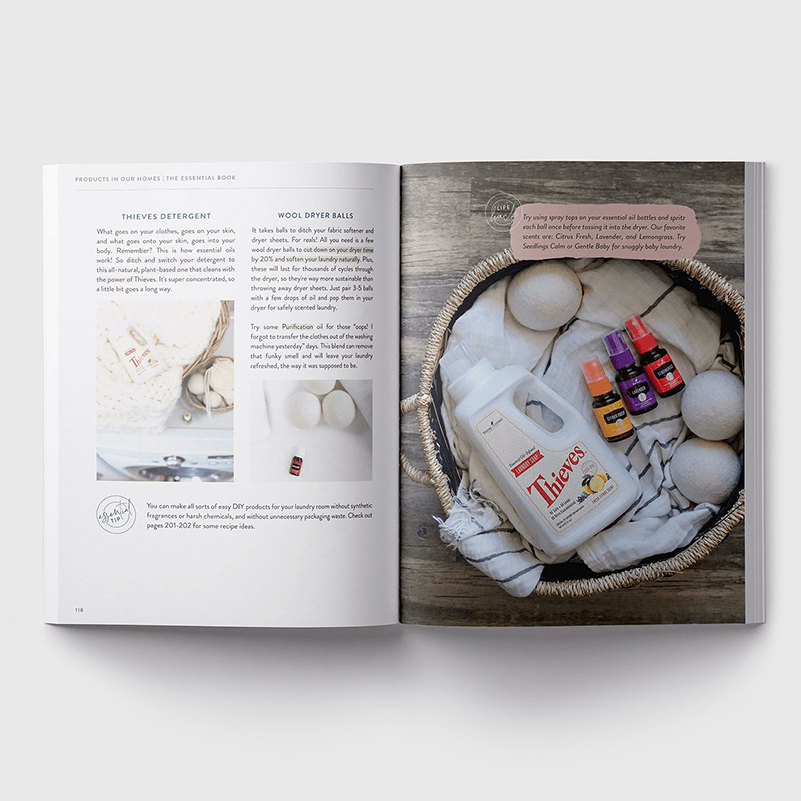 PRODUCTS IN OUR HOMES | THE ESSENTIAL BOOK
THIEVES DETERGENT
What goes on your clothes, goes on your skin,
and what goes onto your skin, goes into your
body. Remember? This is how essential oils
work! So ditch and switch your detergent to
this all-natural, plant-based one that cleans with
the power of Thieves. It's super concentrated, so
a little bit goes a long way.
Thieves
WOOL DRYER BALLS
It takes balls to ditch your fabric softener and
dryer sheets. For reals! All you need is a few
wool dryer balls to cut down on your dryer time
by 20% and soften your laundry naturally. Plus,
these will last for thousands of cycles through
the dryer, so they're way more sustainable than
throwing away dryer sheets. Just pair 3-5 balls
with a few drops of oil and pop them in your
dryer for safely scented laundry.
Try some Purification oil for those "oops! I
forgot to transfer the clothes out of the washing
machine yesterday" days. This blend can remove
that funky smell and will leave your laundry
refreshed, the way it was supposed to be.
essential
TIP!
You can make all sorts of easy DIY products for your laundry room without synthetic
fragrances or harsh chemicals, and without unnecessary packaging waste. Check out
pages 201-202 for some recipe ideas.
118
LIFE
hack
Try using spray tops on your essential oil bottles and spritz
each ball once before tossing it into the dryer. Our favorite
scents are: Citrus Fresh, Lavender, and Lemongrass. Try
Seedlings Calm or Gentle Baby for snuggly baby laundry.
CITRUS FRESH
LAVENDER
LEMONGRASS
YOUNG LIVING
Essential Oil-Infused
LAUNDRY SOAP
Thieves